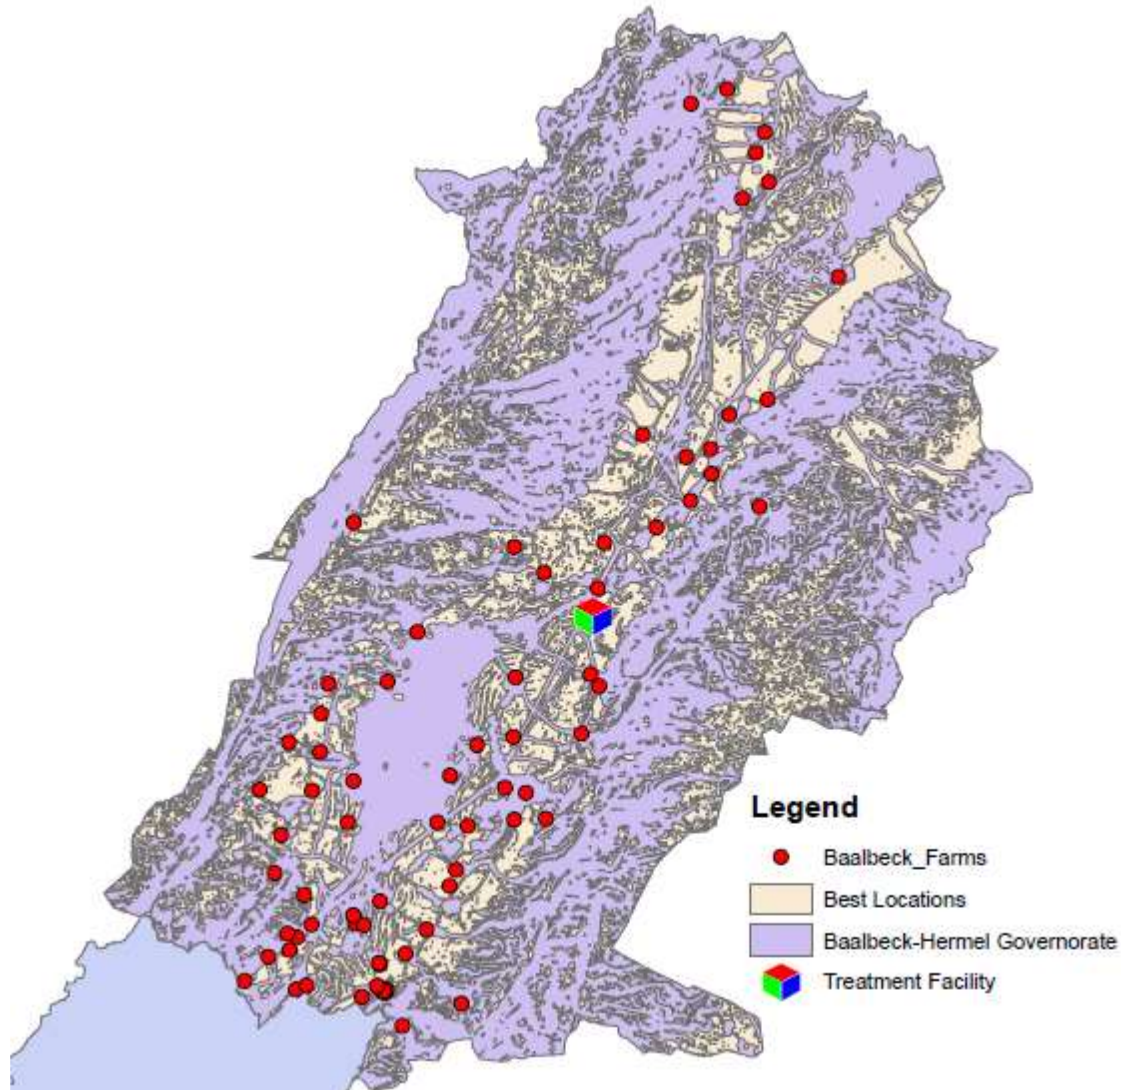 Legend
Baalbeck_Farms
Best Locations
Baalbeck-Hermel Governorate
Treatment Facility